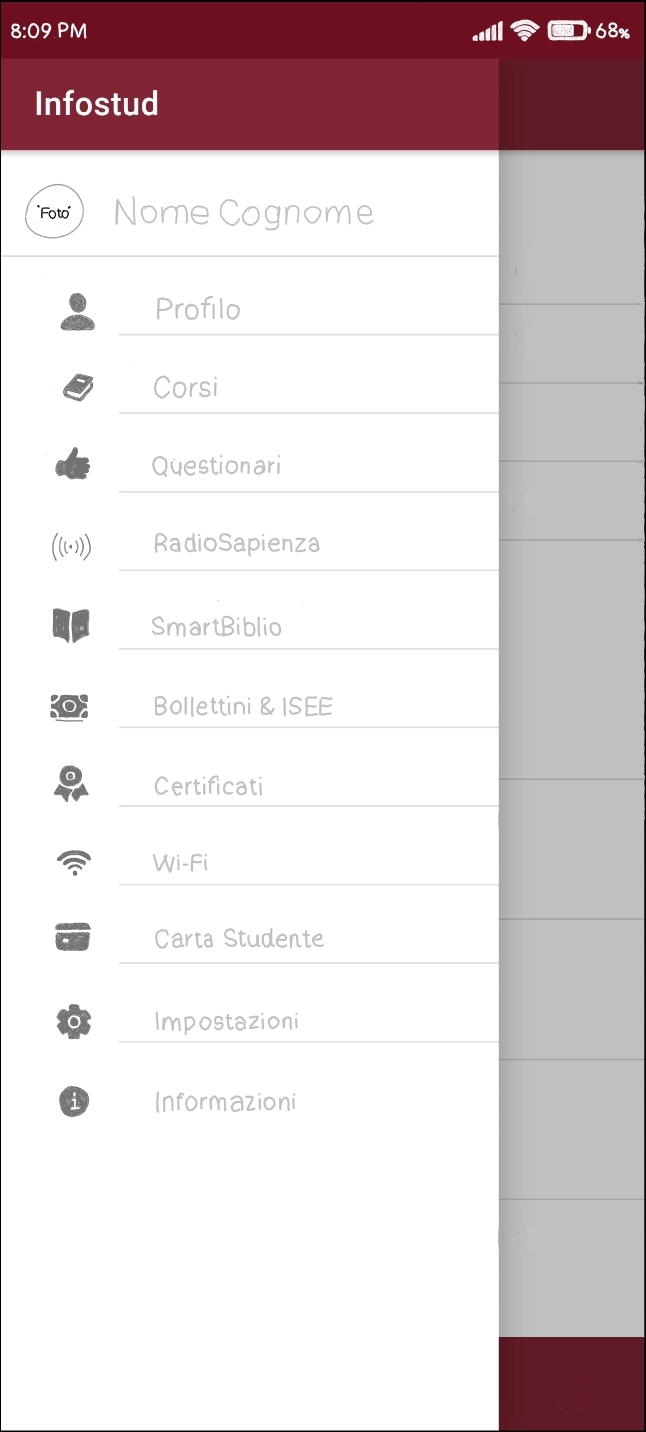 8:09 PM 68%
Infostud
"Foto" Nome Cognome
Profilo
Corsi
Questionari
RadioSapienza
SmartBiblio
Bollettini & ISEE
Certificati
Wi-Fi
Carta Studente
Impostazioni
Informazioni